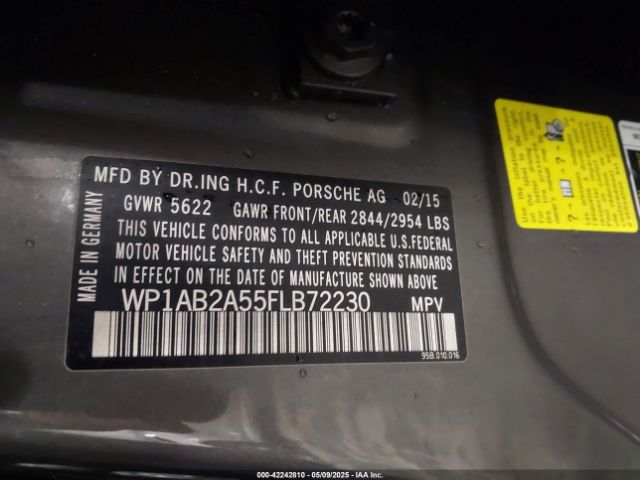 MFD BY DR.ING H.C.F. PORSCHE AG 02/15
GVWR 5622 GAWR FRONT/REAR 2844/2954 LBS
THIS VEHICLE CONFORMS TO ALL APPLICABLE U.S.FEDERAL
MOTOR VEHICLE SAFETY AND THEFT PREVENTION STANDARDS
IN EFFECT ON THE DATE OF MANUFACTURE SHOWN ABOVE
WP1AB2A55FLB72230 MPV
95B.010.016
MADE IN GERMANY
000-42242810 - 05/09/2025 - IAA Inc.